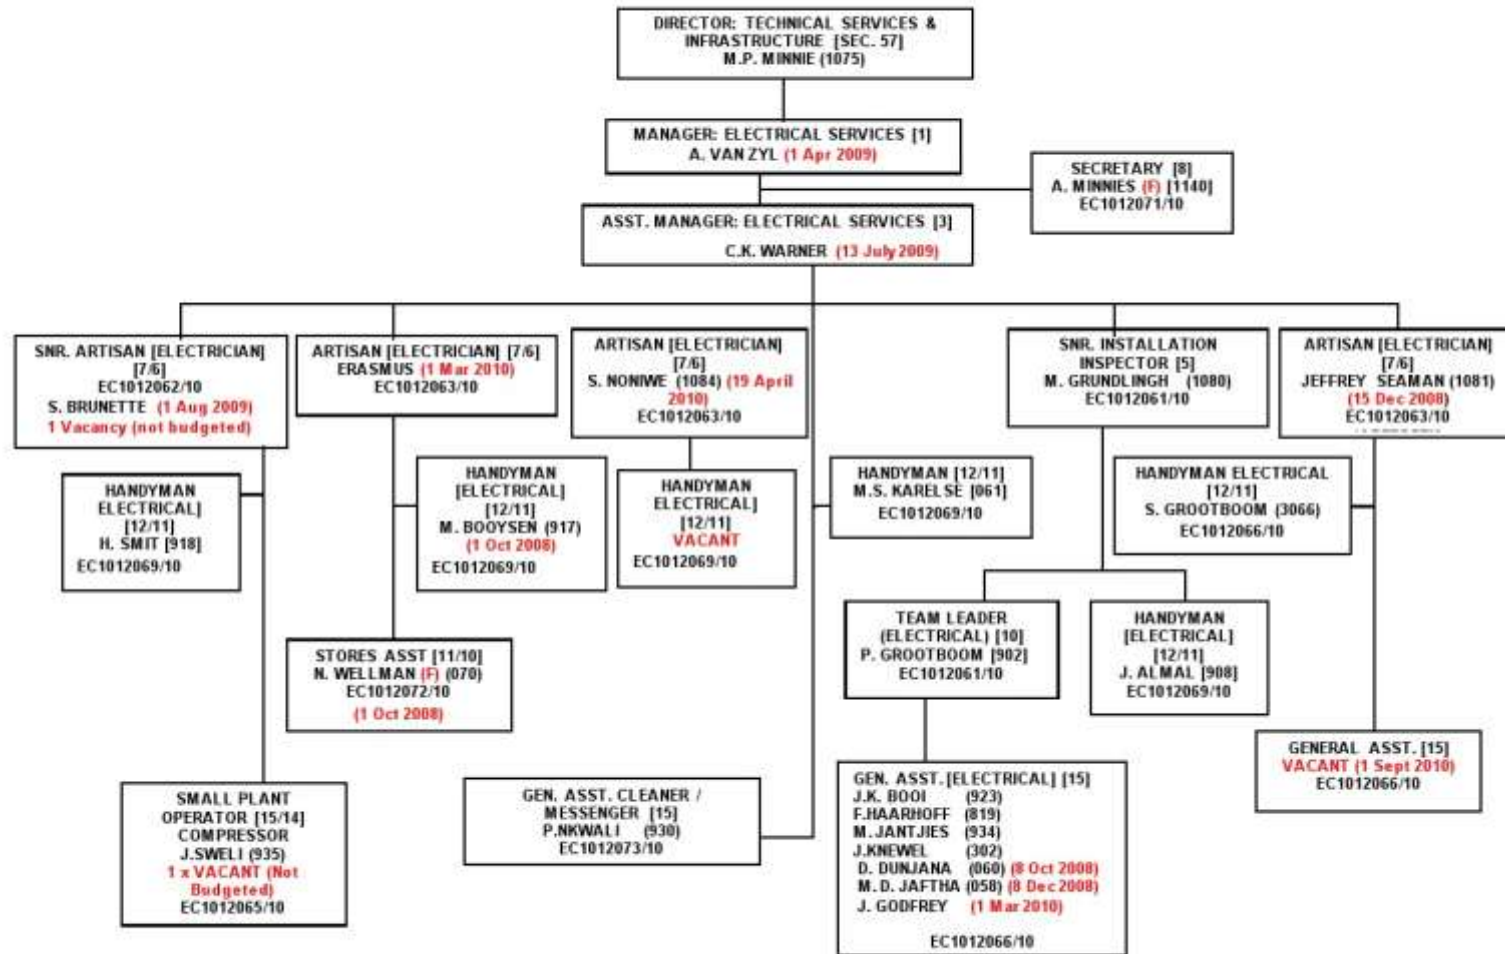 DIRECTOR: TECHNICAL SERVICES &
INFRASTRUCTURE [SEC. 57]
M.P. MINNIE (1075)
MANAGER: ELECTRICAL SERVICES [1]
A. VAN ZYL (1 Apr 2009)
SECRETARY [8]
A. MINNIES (F) [1140]
EC1012071/10
ASST. MANAGER: ELECTRICAL SERVICES [3]
C.K. WARNER (13 July 2009)
SNR. ARTISAN [ELECTRICIAN]
[7/6]
EC1012062/10
S. BRUNETTE (1 Aug 2009)
1 Vacancy (not budgeted)
ARTISAN [ELECTRICIAN] [7/6]
ERASMUS (1 Mar 2010)
EC1012063/10
ARTISAN [ELECTRICIAN]
[7/6]
S. NONIWE (1084) (19 April
2010)
EC1012063/10
SNR. INSTALLATION
INSPECTOR [5]
M. GRUNDLINGH (1080)
EC1012061/10
ARTISAN [ELECTRICIAN]
[7/6]
JEFFREY SEAMAN (1081)
(15 Dec 2008)
EC1012063/10
HANDYMAN
ELECTRICAL]
[12/11]
H. SMIT [918]
EC1012069/10
HANDYMAN
[ELECTRICAL]
[12/11]
M. BOOYSEN (917)
(1 Oct 2008)
EC1012069/10
HANDYMAN
ELECTRICAL]
[12/11]
VACANT
EC1012069/10
HANDYMAN [12/11]
M.S. KARELSE [061]
EC1012069/10
HANDYMAN ELECTRICAL
[12/11]
S. GROOTBOOM (3066)
EC1012066/10
STORES ASST [11/10]
N. WELLMAN (F) (070)
EC1012072/10
(1 Oct 2008)
TEAM LEADER
(ELECTRICAL) [10]
P. GROOTBOOM [902]
EC1012061/10
HANDYMAN
[ELECTRICAL]
[12/11]
J. ALMAL [908]
EC1012069/10
GENERAL ASST. [15]
VACANT (1 Sept 2010)
EC1012066/10
SMALL PLANT
OPERATOR [15/14]
COMPRESSOR
J.SWELI (935)
1 x VACANT (Not
Budgeted)
EC1012065/10
GEN. ASST. CLEANER /
MESSENGER [15]
P.NKWALI (930)
EC1012073/10
GEN. ASST. [ELECTRICAL] [15]
J.K. BOOI (923)
F.HAARHOFF (819)
M. JANTJIES (934)
J.KNEWEL (302)
D. DUNJANA (060) (8 Oct 2008)
M. D. JAFTHA (058) (8 Dec 2008)
J. GODFREY (1 Mar 2010)
EC1012066/10